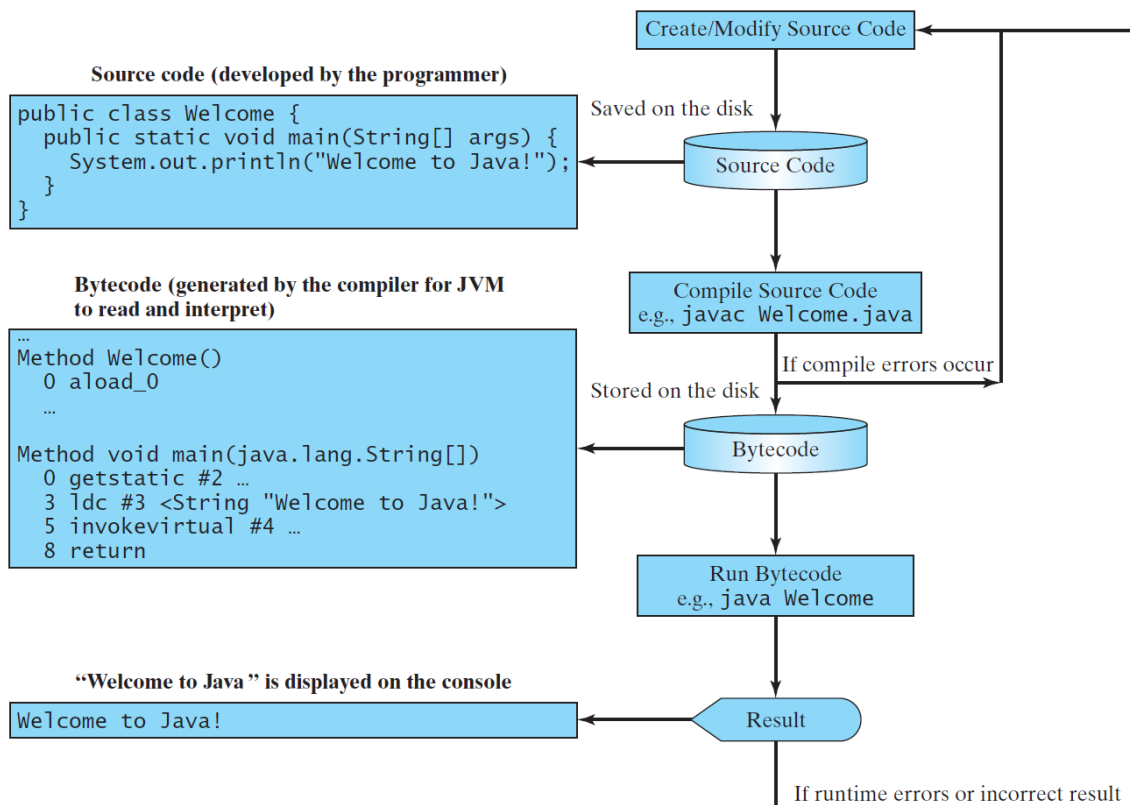 Create/Modify Source Code
Source code (developed by the programmer)
public class Welcome {
  public static void main(String[] args) {
    System.out.println("Welcome to Java!");
  }
}
Saved on the disk
Source Code
Bytecode (generated by the compiler for JVM
to read and interpret)
…
Method Welcome()
  0 aload_0
  …
Method void main(java.lang.String[])
  0 getstatic #2 …
  3 ldc #3 <String "Welcome to Java!">
  5 invokevirtual #4 …
  8 return
Compile Source Code
e.g., javac Welcome.java
If compile errors occur
Stored on the disk
Bytecode
Run Bytecode
e.g., java Welcome
“Welcome to Java” is displayed on the console
Welcome to Java!
Result
If runtime errors or incorrect result